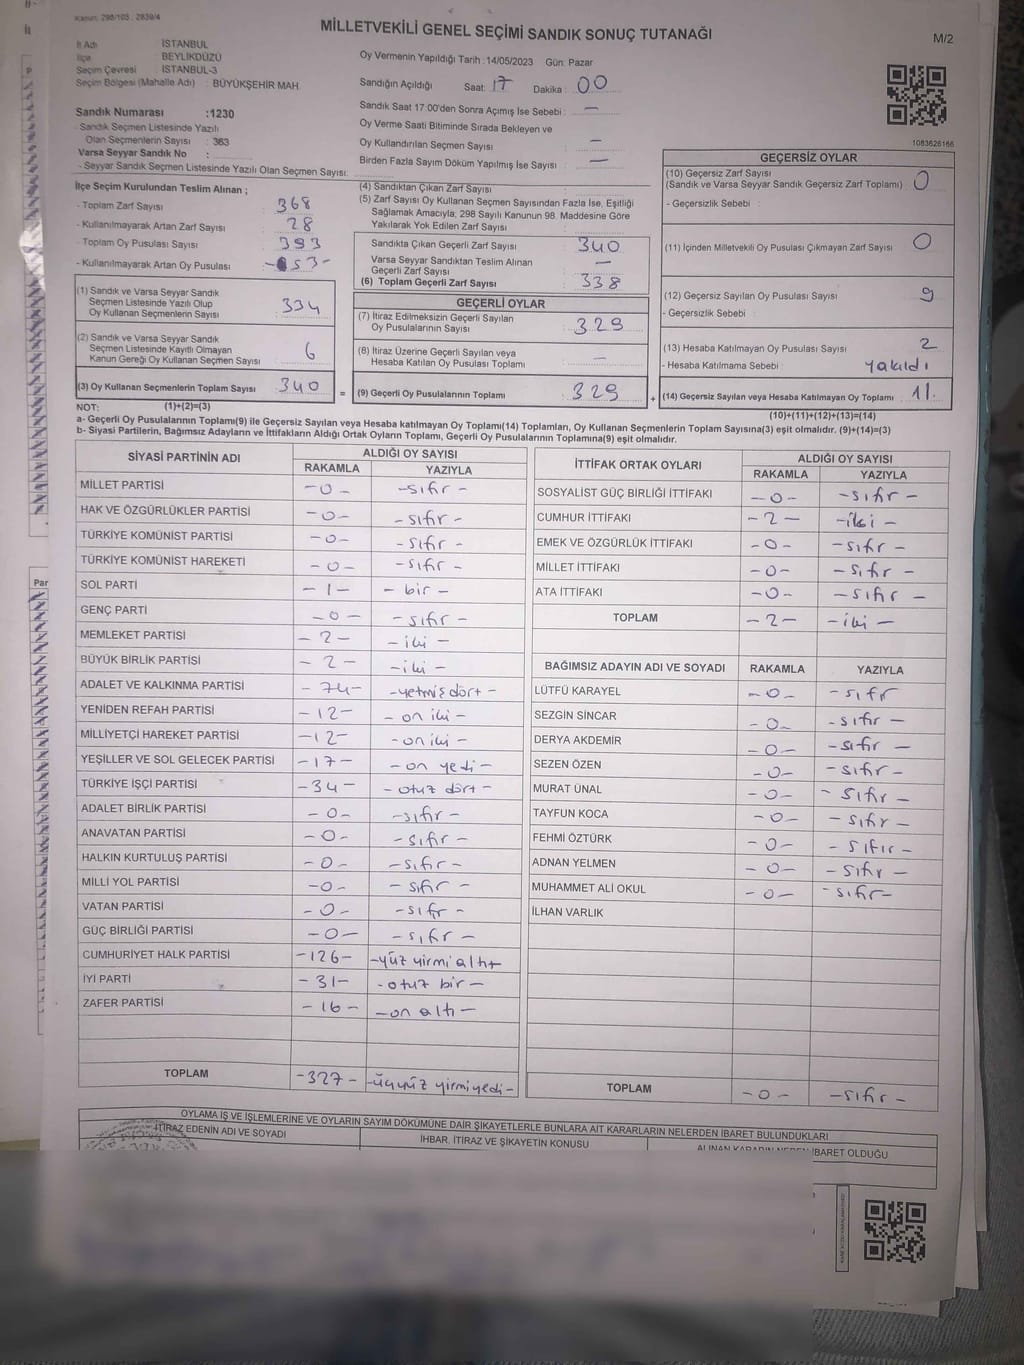 Kanun: 298/105 : 2839/4
MİLLETVEKİLİ GENEL SEÇİMİ SANDIK SONUÇ TUTANAĞI
M/2
İl Adı : İSTANBUL
İlçe : BEYLİKDÜZÜ
Seçim Çevresi : İSTANBUL-3
Seçim Bölgesi (Mahalle Adı) : BÜYÜKŞEHİR MAH.
Sandık Numarası :1230
- Sandık Seçmen Listesinde Yazılı
Olan Seçmenlerin Sayısı : 363
Varsa Seyyar Sandık No :
- Seyyar Sandık Seçmen Listesinde Yazılı Olan Seçmen Sayısı:
Oy Vermenin Yapıldığı Tarih : 14/05/2023 Gün: Pazar
Sandığın Açıldığı Saat: 17 Dakika : 00
Sandık Saat 17:00'den Sonra Açımış İse Sebebi : —
Oy Verme Saati Bitiminde Sırada Bekleyen ve
Oy Kullandırılan Seçmen Sayısı : —
Birden Fazla Sayım Döküm Yapılmış İse Sayısı : —
1083626166
İlçe Seçim Kurulundan Teslim Alınan ;
- Toplam Zarf Sayısı : 368
- Kullanılmayarak Artan Zarf Sayısı : 28
- Toplam Oy Pusulası Sayısı : 393
- Kullanılmayarak Artan Oy Pusulası : 53-
(1) Sandık ve Varsa Seyyar Sandık
Seçmen Listesinde Yazılı Olup
Oy Kullanan Seçmenlerin Sayısı : 334
(2) Sandık ve Varsa Seyyar Sandık
Seçmen Listesinde Kayıtlı Olmayan
Kanun Gereği Oy Kullanan Seçmen Sayısı : 6
(3) Oy Kullanan Seçmenlerin Toplam Sayısı : 340 =
(4) Sandıktan Çıkan Zarf Sayısı :
(5) Zarf Sayısı Oy Kullanan Seçmen Sayısından Fazla İse, Eşitliği
Sağlamak Amacıyla; 298 Sayılı Kanunun 98. Maddesine Göre
Yakılarak Yok Edilen Zarf Sayısı :
Sandıkta Çıkan Geçerli Zarf Sayısı : 340
Varsa Seyyar Sandıktan Teslim Alınan
Geçerli Zarf Sayısı : —
(6) Toplam Geçerli Zarf Sayısı : 338
GEÇERLİ OYLAR
(7) İtiraz Edilmeksizin Geçerli Sayılan
Oy Pusulalarının Sayısı : 329
(8) İtiraz Üzerine Geçerli Sayılan veya
Hesaba Katılan Oy Pusulası Toplamı : —
(9) Geçerli Oy Pusulalarının Toplamı : 329 +
GEÇERSİZ OYLAR
(10) Geçersiz Zarf Sayısı
(Sandık ve Varsa Seyyar Sandık Geçersiz Zarf Toplamı) : 0
- Geçersizlik Sebebi :
(11) İçinden Milletvekili Oy Pusulası Çıkmayan Zarf Sayısı : 0
(12) Geçersiz Sayılan Oy Pusulası Sayısı : 9
- Geçersizlik Sebebi :
(13) Hesaba Katılmayan Oy Pusulası Sayısı : 2
- Hesaba Katılmama Sebebi : yakıldı
(14) Geçersiz Sayılan veya Hesaba Katılmayan Oy Toplamı : 11.
NOT: (1)+(2)=(3)
(10)+(11)+(12)+(13)=(14)
a- Geçerli Oy Pusulalarının Toplamı(9) ile Geçersiz Sayılan veya Hesaba katılmayan Oy Toplamı(14) Toplamları, Oy Kullanan Seçmenlerin Toplam Sayısına(3) eşit olmalıdır. (9)+(14)=(3)
b- Siyasi Partilerin, Bağımsız Adayların ve İttifakların Aldığı Ortak Oyların Toplamı, Geçerli Oy Pusulalarının Toplamına(9) eşit olmalıdır.
SİYASİ PARTİNİN ADI
ALDIĞI OY SAYISI
RAKAMLA YAZIYLA
MİLLET PARTİSİ -0- -sıfır-
HAK VE ÖZGÜRLÜKLER PARTİSİ -0- -sıfır-
TÜRKİYE KOMÜNİST PARTİSİ -0- -sıfır-
TÜRKİYE KOMÜNİST HAREKETİ -0- -sıfır-
SOL PARTİ -1- -bir-
GENÇ PARTİ -0- -sıfır-
MEMLEKET PARTİSİ -2- -iki-
BÜYÜK BİRLİK PARTİSİ -2- -iki-
ADALET VE KALKINMA PARTİSİ -74- -yetmiş dört-
YENİDEN REFAH PARTİSİ -12- -on iki-
MİLLİYETÇİ HAREKET PARTİSİ -12- -on iki-
YEŞİLLER VE SOL GELECEK PARTİSİ -17- -on yedi-
TÜRKİYE İŞÇİ PARTİSİ -34- -otuz dört-
ADALET BİRLİK PARTİSİ -0- -sıfır-
ANAVATAN PARTİSİ -0- -sıfır-
HALKIN KURTULUŞ PARTİSİ -0- -sıfır-
MİLLİ YOL PARTİSİ -0- -sıfır-
VATAN PARTİSİ -0- -sıfır-
GÜÇ BİRLİĞİ PARTİSİ -0- -sıfır-
CUMHURİYET HALK PARTİSİ -126- -yüz yirmi altı
İYİ PARTİ -31- -otuz bir-
ZAFER PARTİSİ -16- -on altı-
TOPLAM -327- -üçyüz yirmiyedi-
İTTİFAK ORTAK OYLARI
ALDIĞI OY SAYISI
RAKAMLA YAZIYLA
SOSYALİST GÜÇ BİRLİĞİ İTTİFAKI -0- -sıfır-
CUMHUR İTTİFAKI -2- -iki-
EMEK VE ÖZGÜRLÜK İTTİFAKI -0- -sıfır-
MİLLET İTTİFAKI -0- -sıfır-
ATA İTTİFAKI -0- -sıfır-
TOPLAM -2- -iki-
BAĞIMSIZ ADAYIN ADI VE SOYADI RAKAMLA YAZIYLA
LÜTFÜ KARAYEL -0- -sıfır
SEZGİN SİNCAR -0- -sıfır-
DERYA AKDEMİR -0- -sıfır-
SEZEN ÖZEN -0- -sıfır-
MURAT ÜNAL -0- -sıfır-
TAYFUN KOCA -0- -sıfır-
FEHMİ ÖZTÜRK -0- -sıfır-
ADNAN YELMEN -0- -sıfır-
MUHAMMET ALİ OKUL -0- -sıfır-
İLHAN VARLIK
TOPLAM -0- -sıfır-
OYLAMA İŞ VE İŞLEMLERİNE VE OYLARIN SAYIM DÖKÜMÜNE DAİR ŞİKAYETLERLE BUNLARA AİT KARARLARIN NELERDEN İBARET BULUNDUKLARI
İTİRAZ EDENİN ADI VE SOYADI
İHBAR, İTİRAZ VE ŞİKAYETİN KONUSU
ALINAN KARARIN NEDEN İBARET OLDUĞU